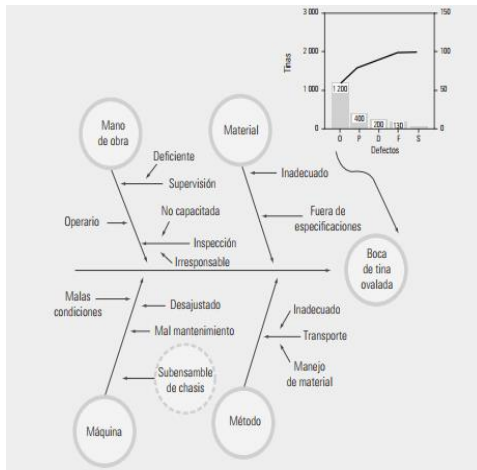 3 000
2 000
1 000
0
Tinas
150
100
50
0
1 200
400
200
130
O P D F S
Defectos
Mano
de obra
Material
Deficiente
Supervisión
Operario
No capacitada
Inspección
Irresponsable
Inadecuado
Fuera de
especificaciones
Boca
de tina
ovalada
Malas
condiciones
Desajustado
Mal mantenimiento
Subensamble
de chasis
Máquina
Inadecuado
Transporte
Manejo
de material
Método